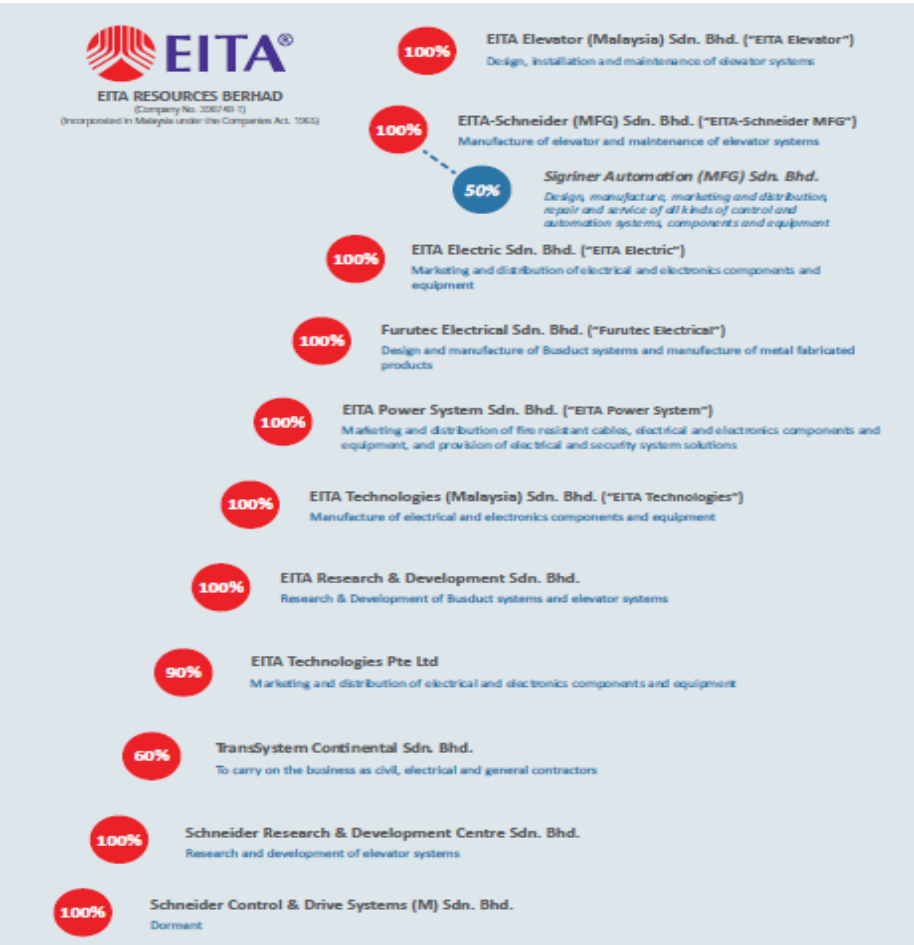 EITA®
EITA RESOURCES BERHAD
(Incorporated in Malaysia under the Companies Act. 1965)
100%
EITA Elevator (Malaysia) Sdn. Bhd. ("EITA Elevator")
Design, installation and maintenance of elevator systems
100%
EITA-Schneider (MFG) Sdn. Bhd. ("EITA-Schneider MFG")
Manufacture of elevator and maintenance of elevator systems
50%
Sigriner Automation (MFG) Sdn. Bhd.
Design, manufacture, marketing and distribution,
repair and service of all kinds of control and
automation systems, components and equipment
100%
EITA Electric Sdn. Bhd. ("EITA Electric")
Marketing and distribution of electrical and electronics components and
equipment
100%
Furutec Electrical Sdn. Bhd. ("Furutec Electrical")
Design and manufacture of Busduct systems and manufacture of metal fabricated
products
100%
EITA Power System Sdn. Bhd. ("EITA Power System")
Marketing and distribution of fire resistant cables, electrical and electronics components and
equipment, and provision of electrical and security system solutions
100%
EITA Technologies (Malaysia) Sdn. Bhd. ("EITA Technologies")
Manufacture of electrical and electronics components and equipment
100%
EITA Research & Development Sdn. Bhd.
Research & Development of Busduct systems and elevator systems
90%
EITA Technologies Pte Ltd
Marketing and distribution of electrical and electronics components and equipment
60%
TransSystem Continental Sdn. Bhd.
To carry on the business as civil, electrical and general contractors
100%
Schneider Research & Development Centre Sdn. Bhd.
Research and development of elevator systems
100%
Schneider Control & Drive Systems (M) Sdn. Bhd.
Dormant